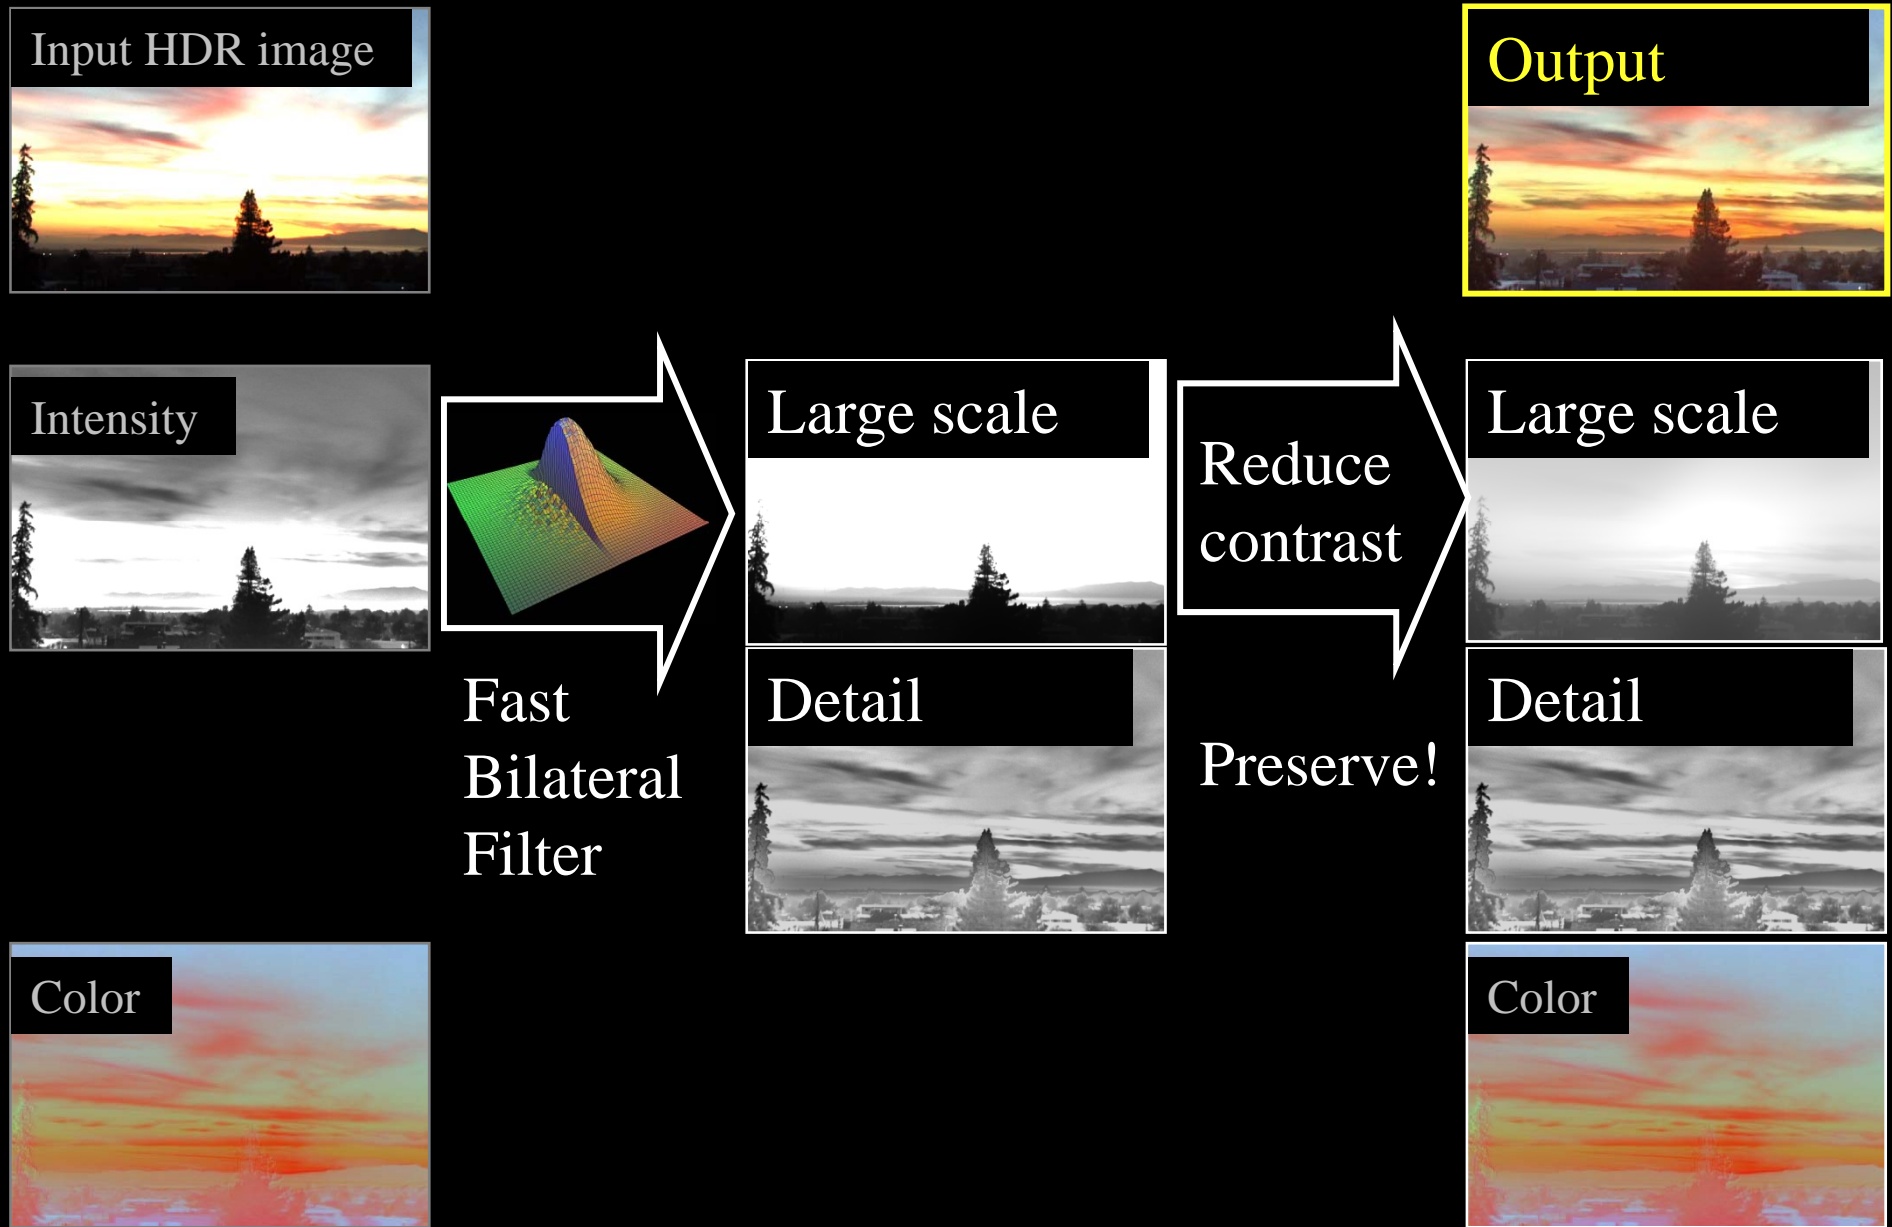 Input HDR image
Output
Intensity
Large scale
Reduce
contrast
Large scale
Fast
Bilateral
Filter
Detail
Preserve!
Detail
Color
Color